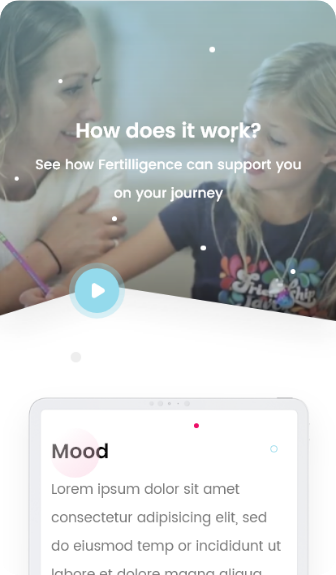 How does it work?
See how Fertilligence can support you
on your journey
Friendship
Mood
Lorem ipsum dolor sit amet
consectetur adipisicing elit, sed
do eiusmod temp or incididunt ut
labore et dolore magna aliqua